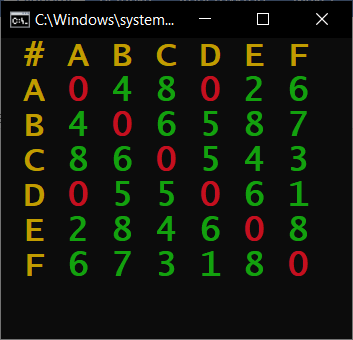 C:\Windows\system...
# A B C D E F
A 0 4 8 0 2 6
B 4 0 6 5 8 7
C 8 6 0 5 4 3
D 0 5 5 0 6 1
E 2 8 4 6 0 8
F 6 7 3 1 8 0